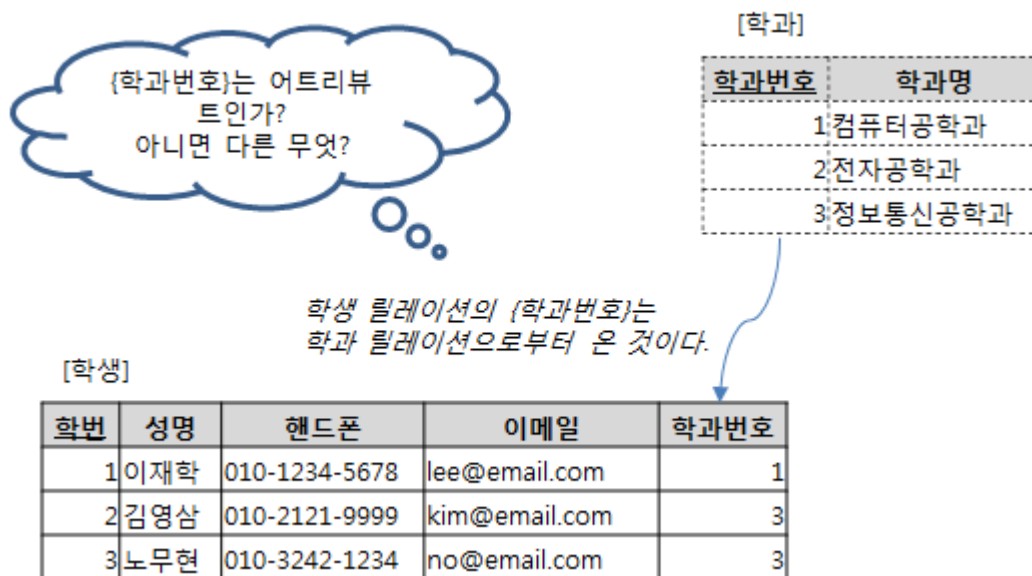 {학과번호}는 어트리뷰
트인가?
아니면 다른 무엇?
[학과]
학과번호 학과명
1 컴퓨터공학과
2 전자공학과
3 정보통신공학과
학생 릴레이션의 {학과번호}는
학과 릴레이션으로부터 온 것이다.
[학생]
학번 성명 핸드폰 이메일 학과번호
1 이재학 010-1234-5678 lee@email.com 1
2 김영삼 010-2121-9999 kim@email.com 3
3 노무현 010-3242-1234 no@email.com 3